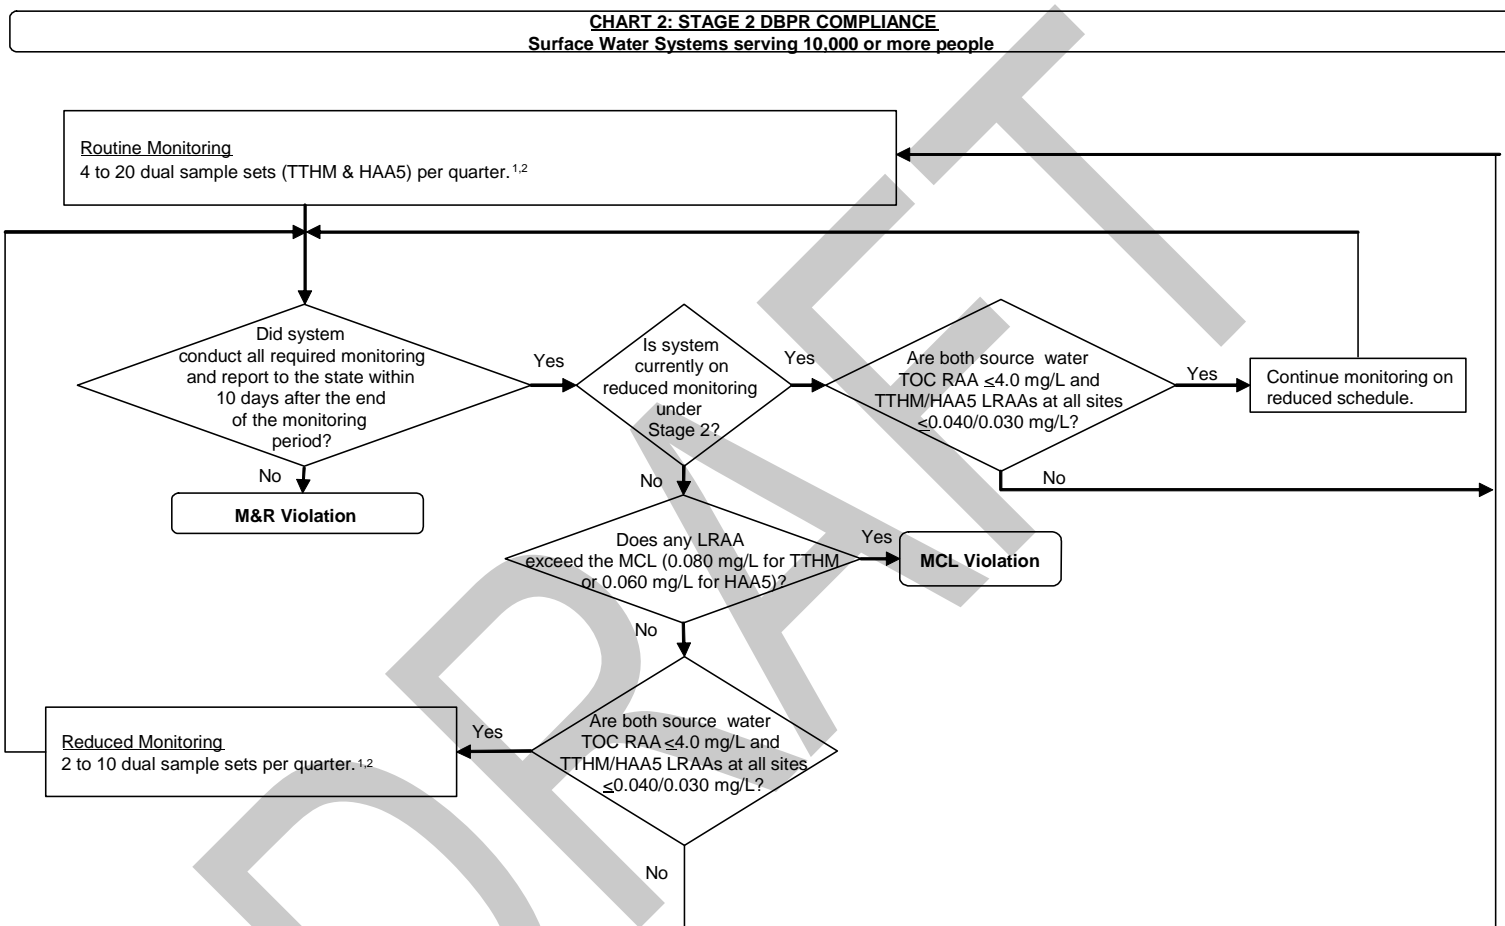 CHART 2: STAGE 2 DBPR COMPLIANCE
Surface Water Systems serving 10,000 or more people
Routine Monitoring
4 to 20 dual sample sets (TTHM & HAA5) per quarter.1,2
Did system
conduct all required monitoring
and report to the state within
10 days after the end
of the monitoring
period?
Yes
No
M&R Violation
Is system
currently on
reduced monitoring
under
Stage 2?
Yes
No
Are both source water
TOC RAA ≤4.0 mg/L and
TTHM/HAA5 LRAAs at all sites
≤0.040/0.030 mg/L?
Yes
No
Continue monitoring on
reduced schedule.
Does any LRAA
exceed the MCL (0.080 mg/L for TTHM
or 0.060 mg/L for HAA5)?
Yes
No
MCL Violation
Are both source water
TOC RAA ≤4.0 mg/L and
TTHM/HAA5 LRAAs at all sites
≤0.040/0.030 mg/L?
Yes
No
Reduced Monitoring
2 to 10 dual sample sets per quarter.1,2
DRAFT